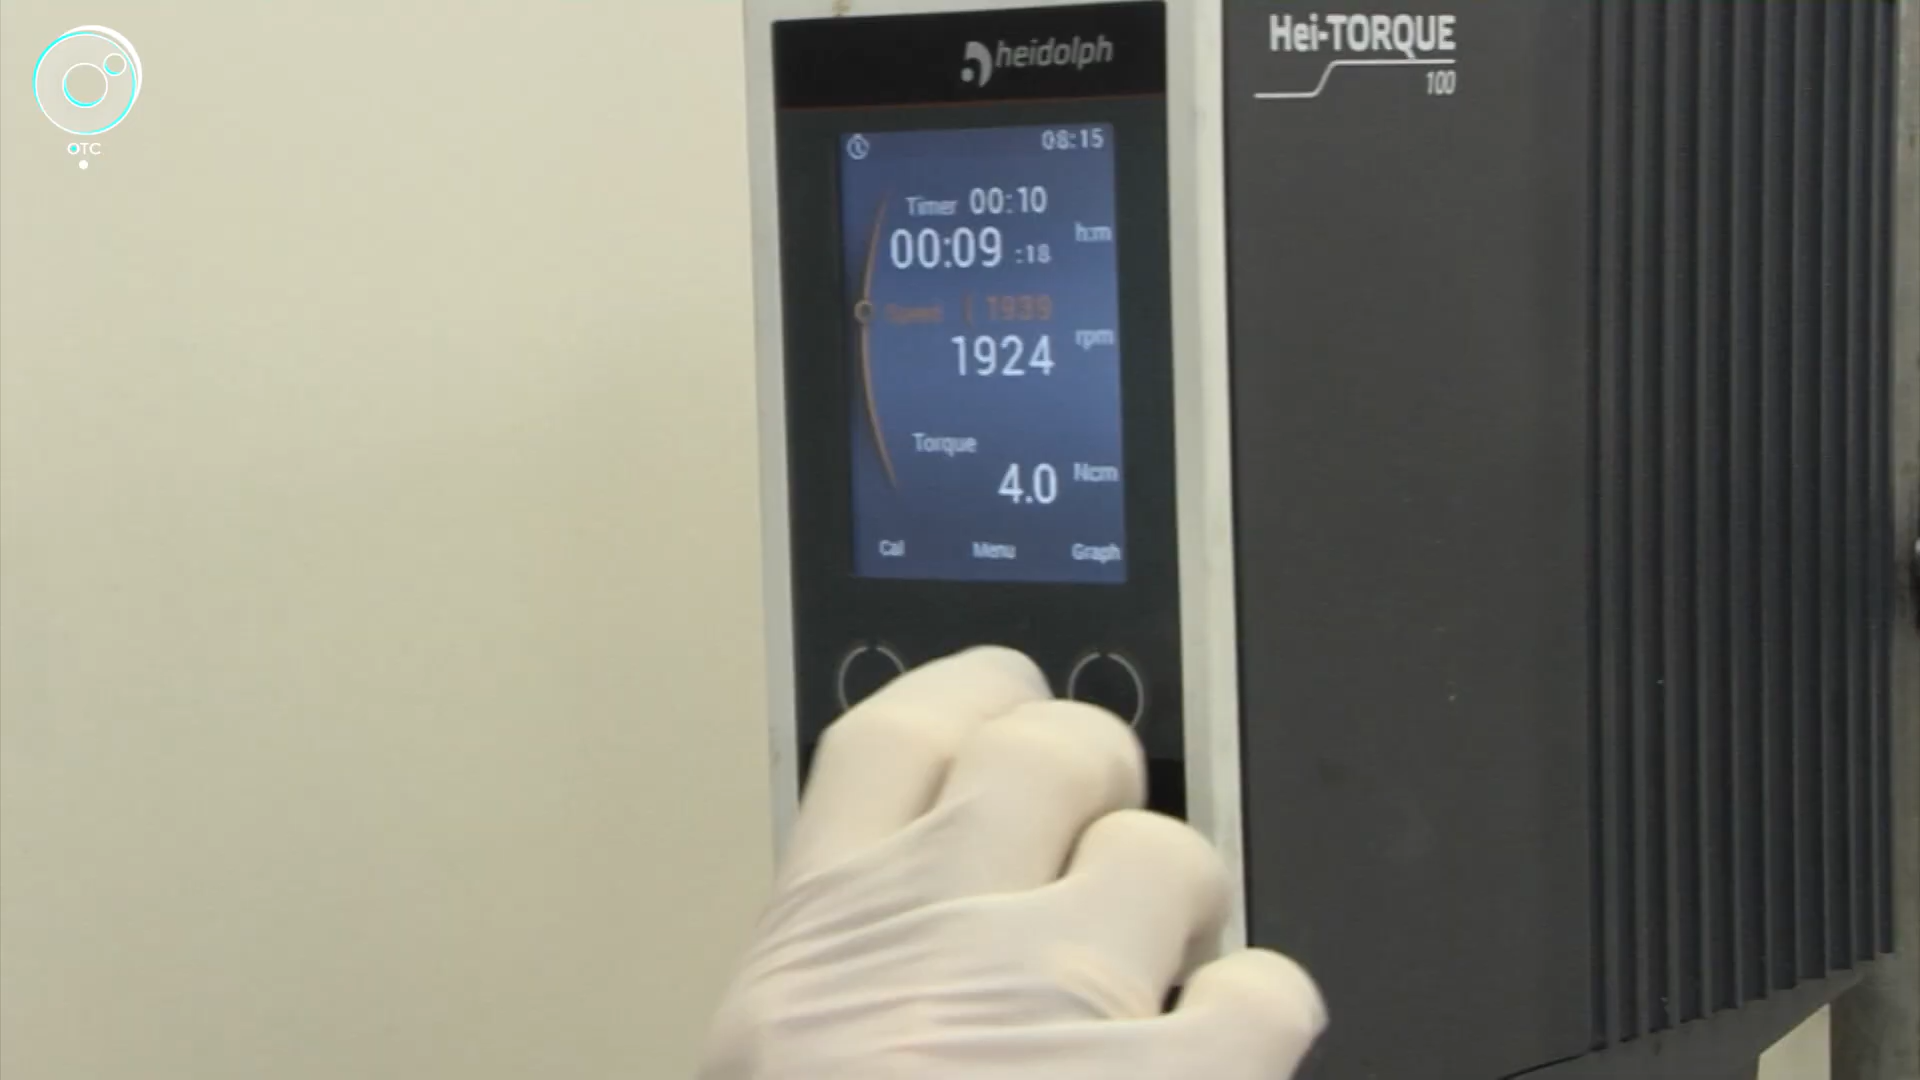 OTC
heidolph
Hei-TORQUE
100
08:15
Timer 00:10
00:09 :18 h:m
Speed 1939
1924 rpm
Torque
4.0 Ncm
Cal Menu Graph